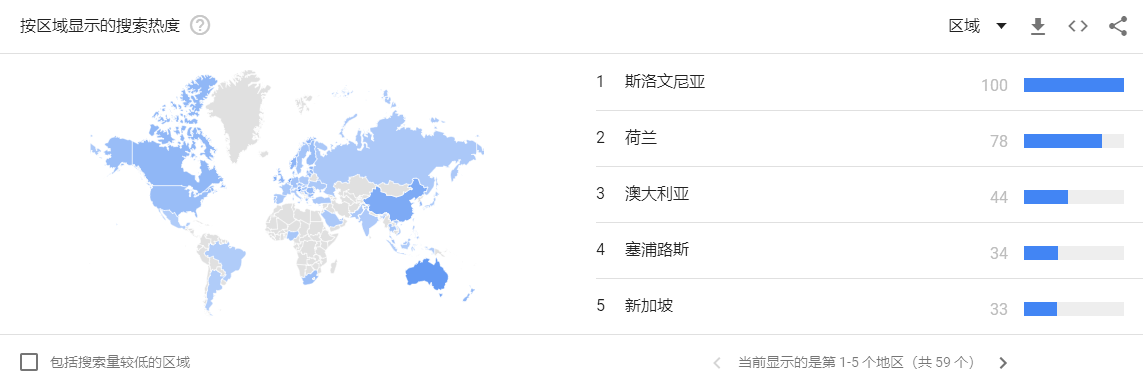 按区域显示的搜索热度 ?
区域
1 斯洛文尼亚 100
2 荷兰 78
3 澳大利亚 44
4 塞浦路斯 34
5 新加坡 33
包括搜索量较低的区域
当前显示的是第 1-5 个地区（共 59 个）